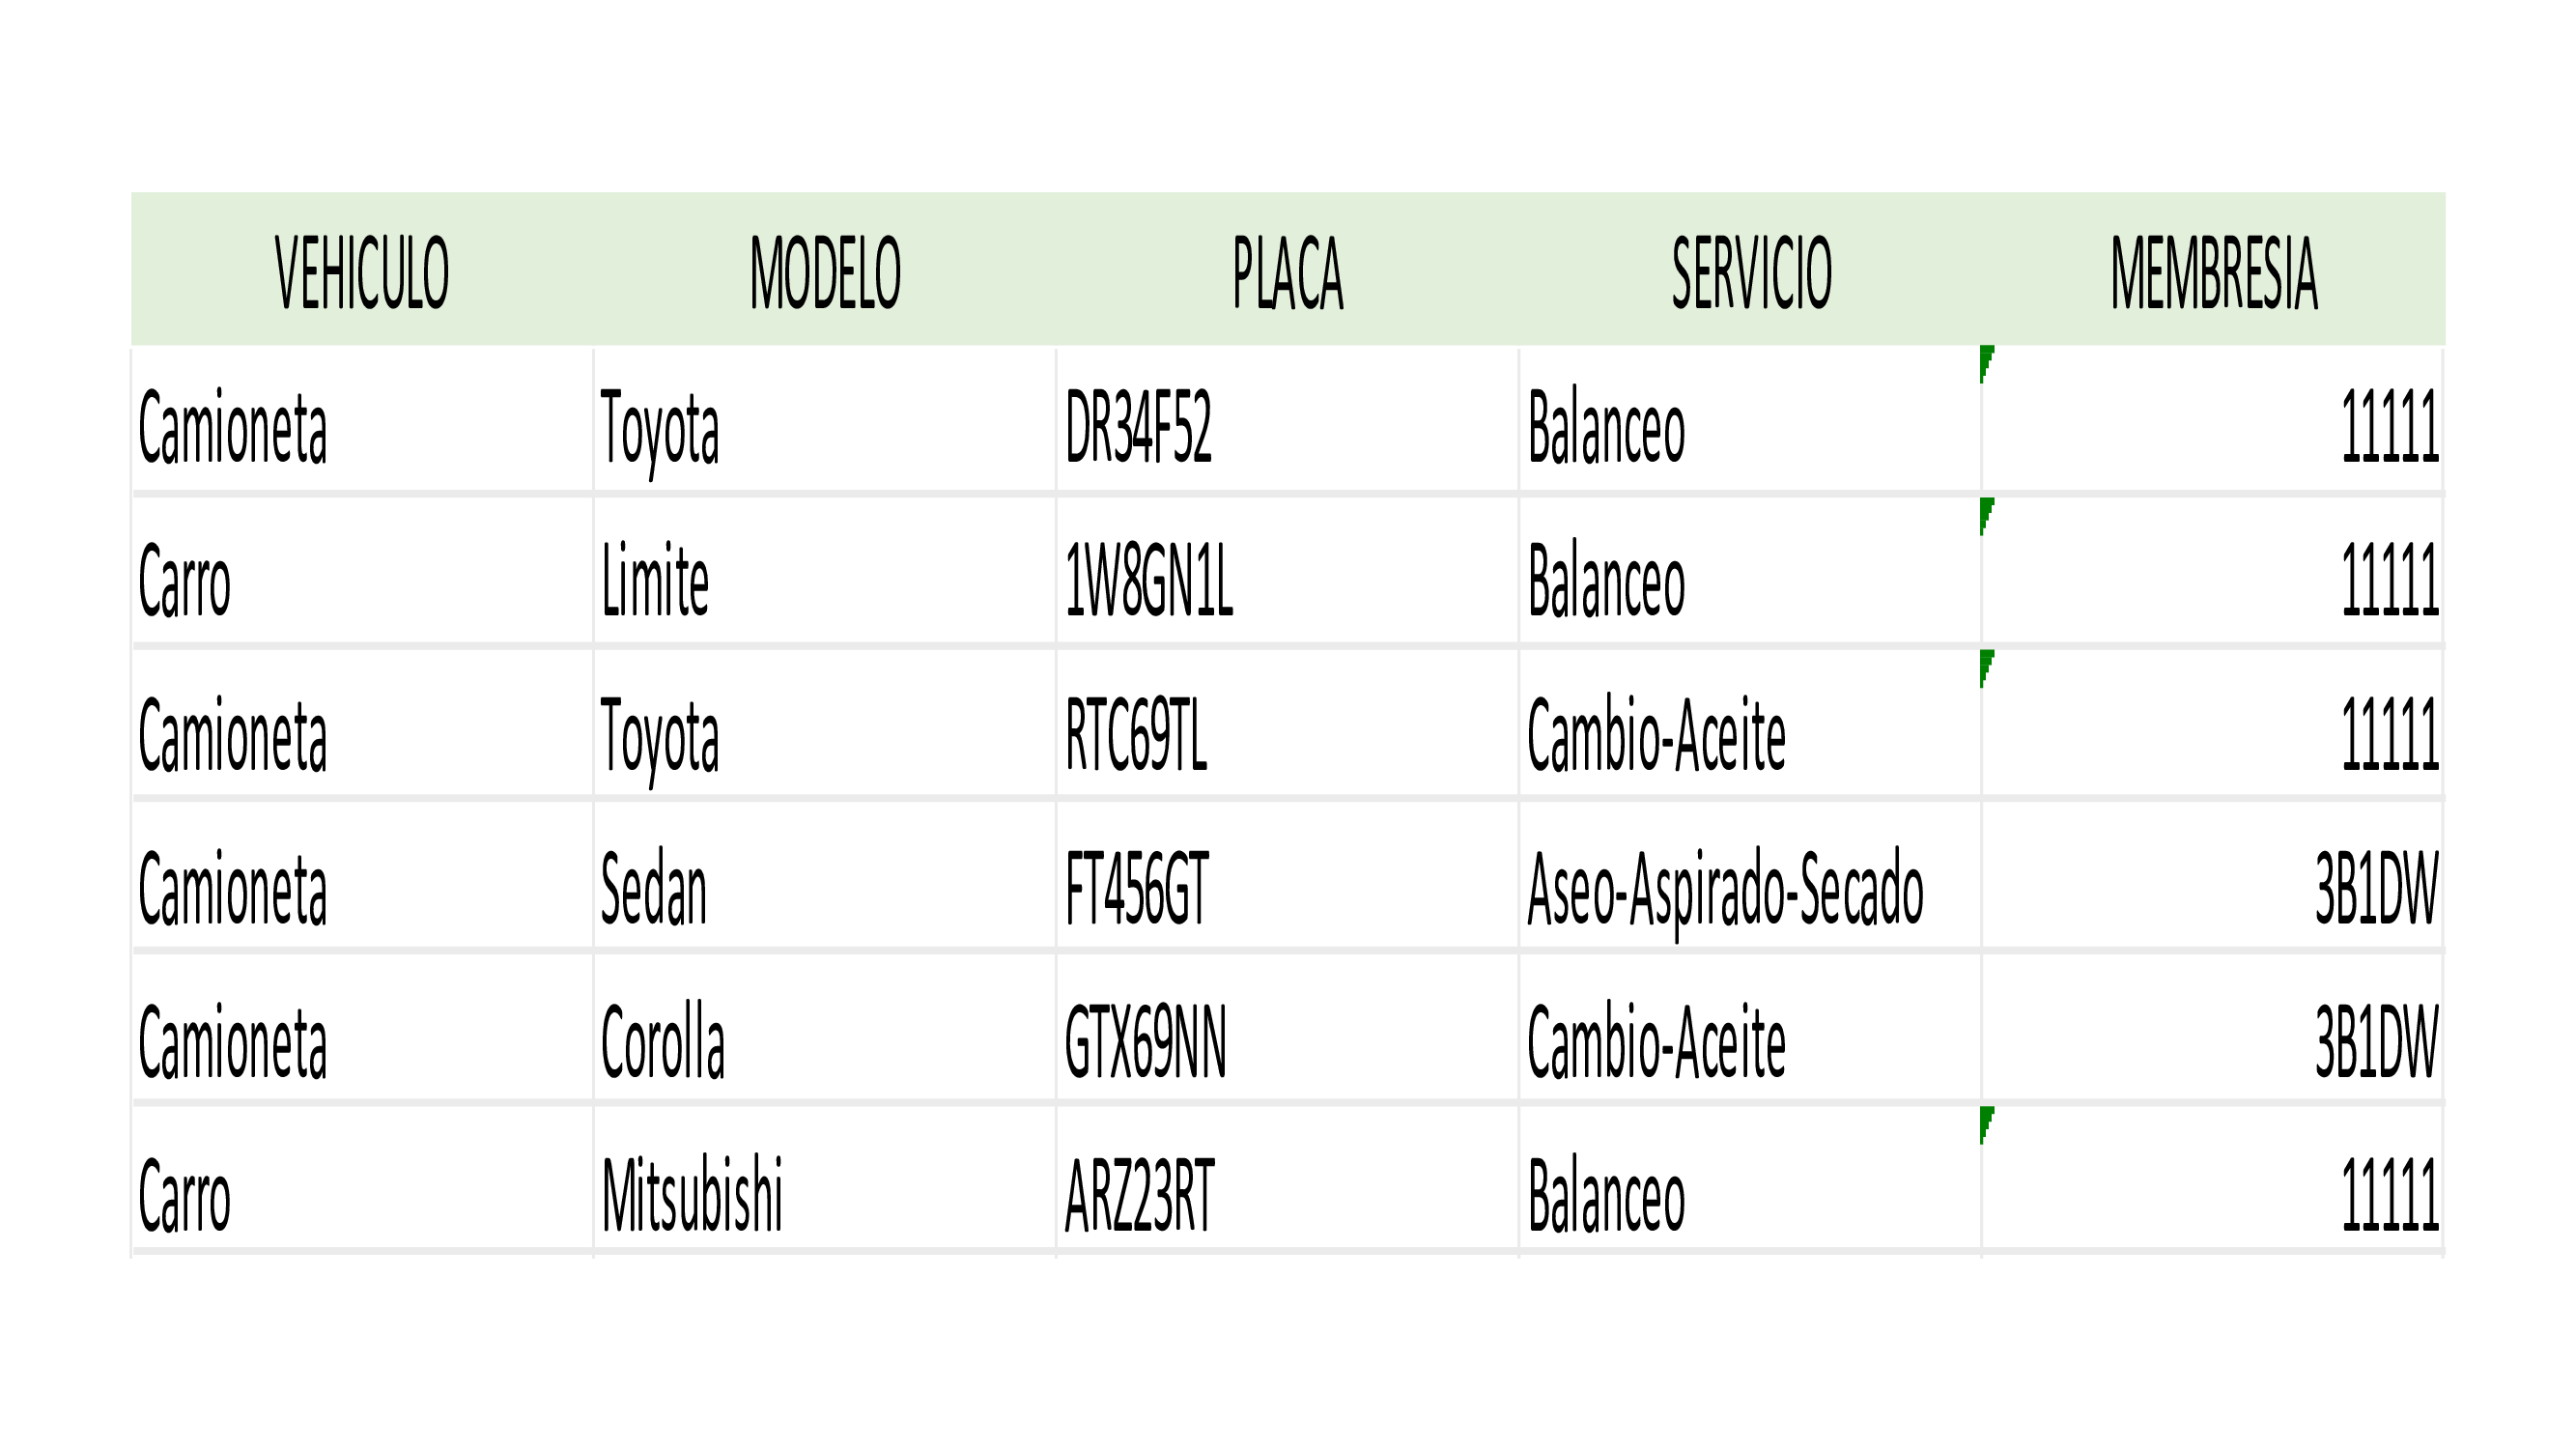 VEHICULO MODELO PLACA SERVICIO MEMBRESIA
Camioneta Toyota DR34F52 Balanceo 11111
Carro Limite 1W8GN1L Balanceo 11111
Camioneta Toyota RTC69TL Cambio-Aceite 11111
Camioneta Sedan FT456GT Aseo-Aspirado-Secado 3B1DW
Camioneta Corolla GTX69NN Cambio-Aceite 3B1DW
Carro Mitsubishi ARZ23RT Balanceo 11111